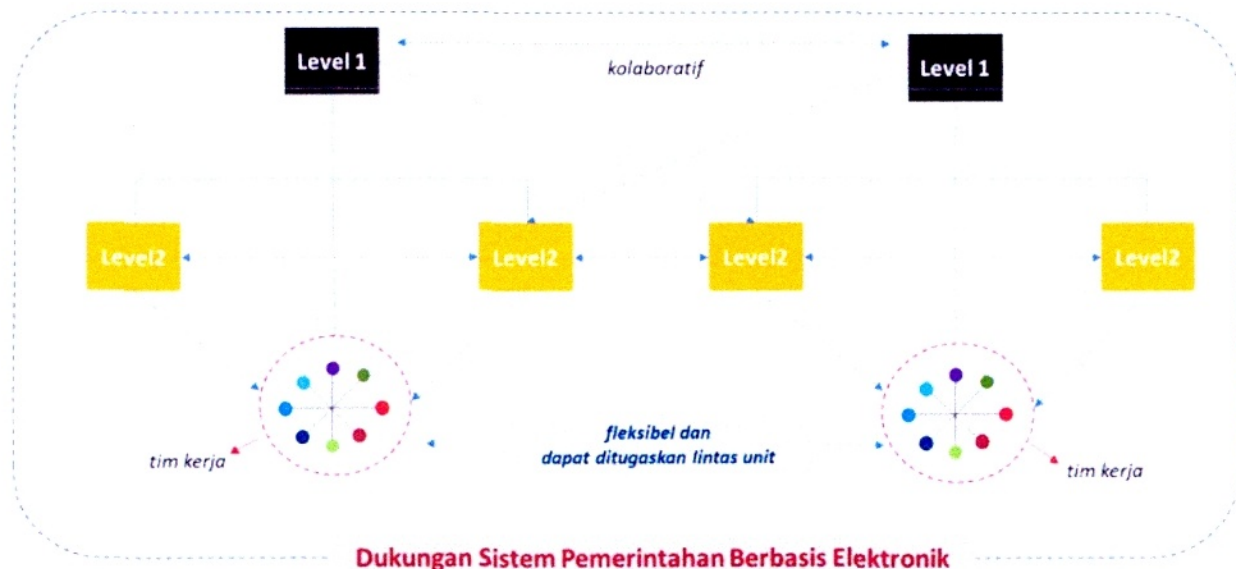 Level 1
Level 1
kolaboratif
Level2
Level2
Level2
Level2
fleksibel dan
dapat ditugaskan lintas unit
tim kerja
tim kerja
Dukungan Sistem Pemerintahan Berbasis Elektronik